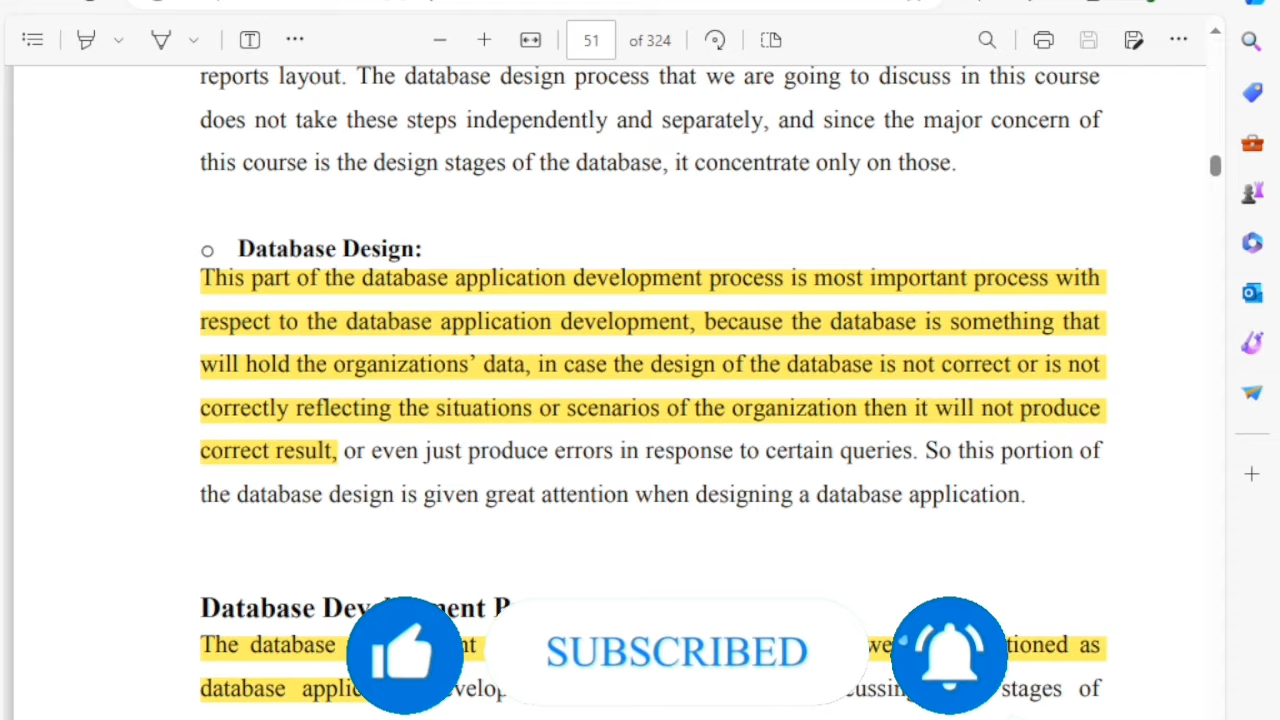 51 of 324
reports layout. The database design process that we are going to discuss in this course
does not take these steps independently and separately, and since the major concern of
this course is the design stages of the database, it concentrate only on those.
o Database Design:
This part of the database application development process is most important process with
respect to the database application development, because the database is something that
will hold the organizations' data, in case the design of the database is not correct or is not
correctly reflecting the situations or scenarios of the organization then it will not produce
correct result, or even just produce errors in response to certain queries. So this portion of
the database design is given great attention when designing a database application.
Database
The database as
database stages of
SUBSCRIBED